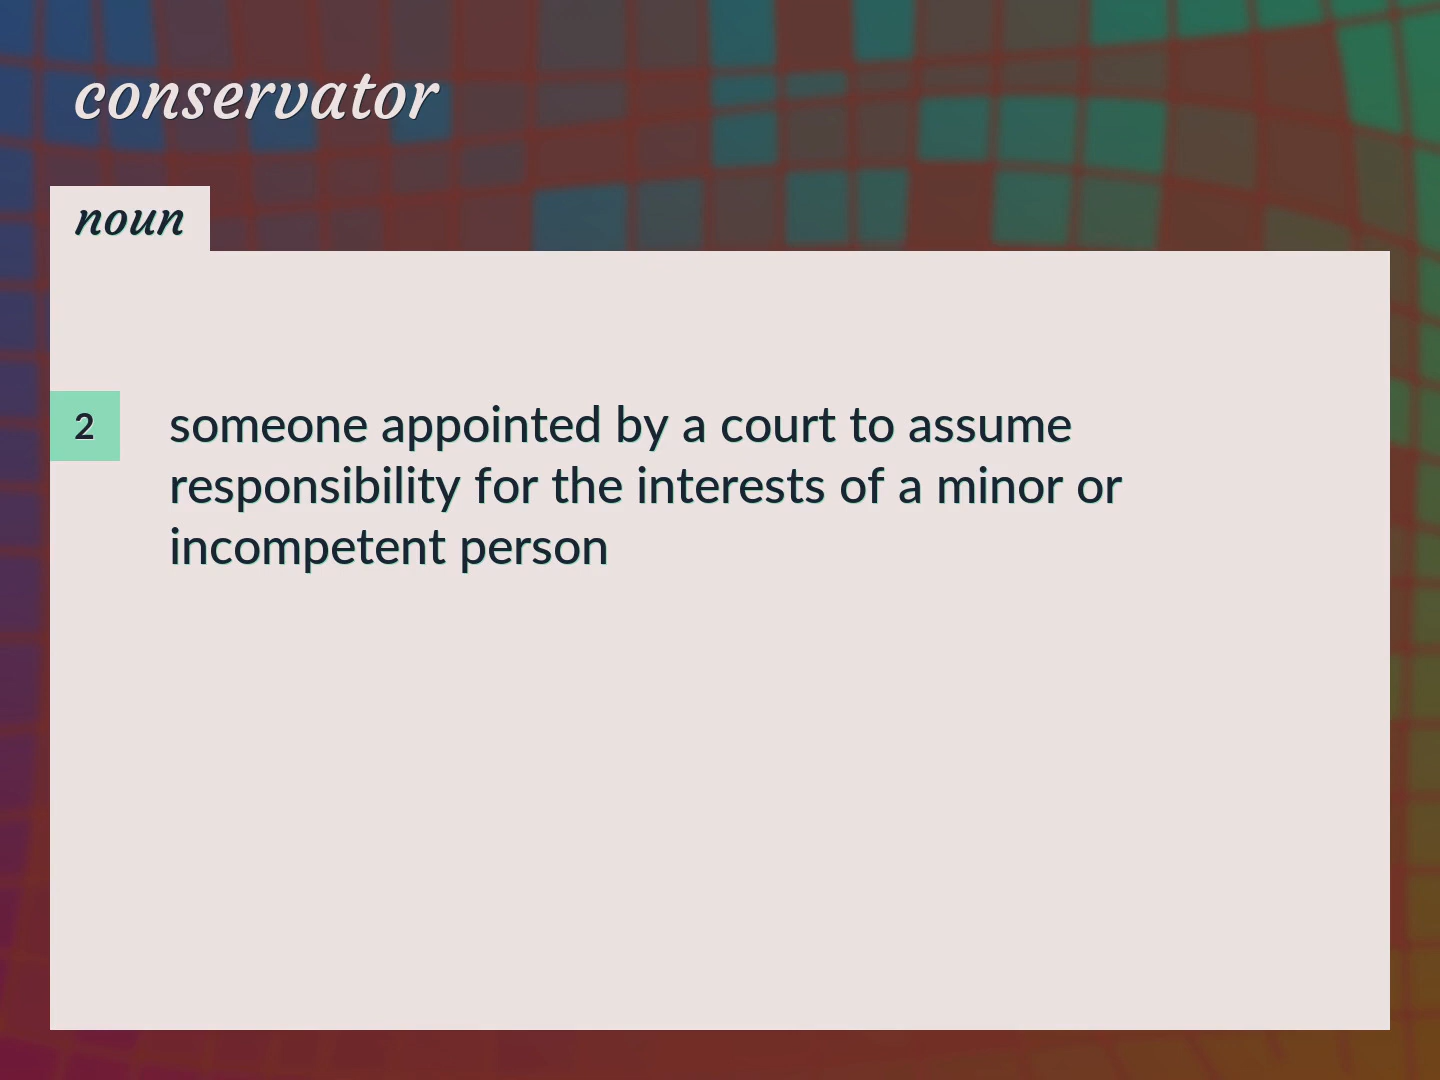 conservator
noun
2
someone appointed by a court to assume
responsibility for the interests of a minor or
incompetent person